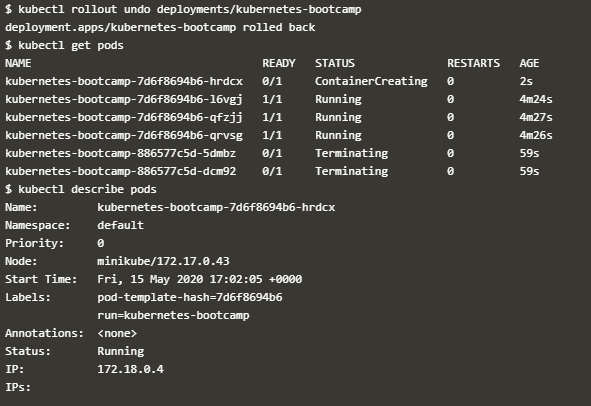 $ kubectl rollout undo deployments/kubernetes-bootcamp
deployment.apps/kubernetes-bootcamp rolled back
$ kubectl get pods
NAME READY STATUS RESTARTS AGE
kubernetes-bootcamp-7d6f8694b6-hrdcx 0/1 ContainerCreating 0 2s
kubernetes-bootcamp-7d6f8694b6-l6vgj 1/1 Running 0 4m24s
kubernetes-bootcamp-7d6f8694b6-qfzjj 1/1 Running 0 4m27s
kubernetes-bootcamp-7d6f8694b6-qrvsg 1/1 Running 0 4m26s
kubernetes-bootcamp-886577c5d-5dmbz 0/1 Terminating 0 59s
kubernetes-bootcamp-886577c5d-dcm92 0/1 Terminating 0 59s
$ kubectl describe pods
Name: kubernetes-bootcamp-7d6f8694b6-hrdcx
Namespace: default
Priority: 0
Node: minikube/172.17.0.43
Start Time: Fri, 15 May 2020 17:02:05 +0000
Labels: pod-template-hash=7d6f8694b6
run=kubernetes-bootcamp
Annotations: <none>
Status: Running
IP: 172.18.0.4
IPs: